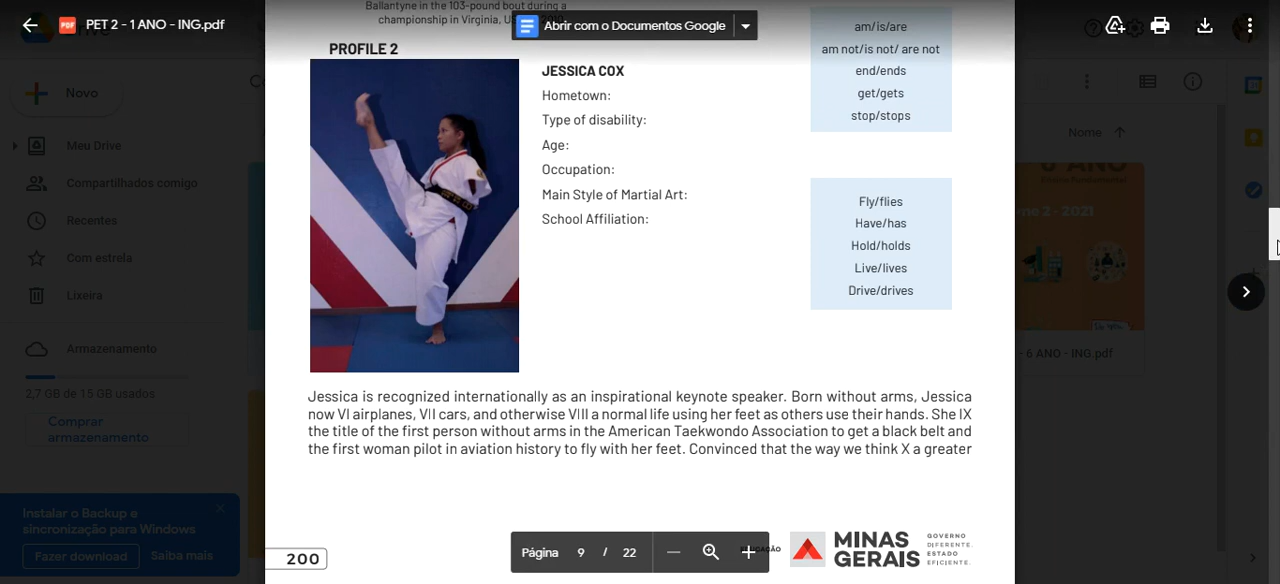 PET 2 - 1 ANO - ING.pdf
Abrir com o Documentos Google
Novo
Meu Drive
Compartilhados comigo
Recentes
Com estrela
Lixeira
Armazenamento
2,7 GB de 15 GB usados
Comprar
armazenamento
Instalar o Backup e
sincronização para Windows
Fazer download
Saiba mais
Ballantyne in the 103-pound bout during a
championship in Virginia,
PROFILE 2
JESSICA COX
Hometown:
Type of disability:
Age:
Occupation:
Main Style of Martial Art:
School Affiliation:
am/is/are
am not/is not/ are not
end/ends
get/gets
stop/stops
Fly/flies
Have/has
Hold/holds
Live/lives
Drive/drives
Jessica is recognized internationally as an inspirational keynote speaker. Born without arms, Jessica
now VI airplanes, VII cars, and otherwise VIII a normal life using her feet as others use their hands. She IX
the title of the first person without arms in the American Taekwondo Association to get a black belt and
the first woman pilot in aviation history to fly with her feet. Convinced that the way we think X a greater
200
Página 9 / 22
MINAS
GERAIS
GOVERNO
DIFERENTE.
ESTADO
EFICIENTE.
Nome
2 - 2021
- 6 ANO - ING.pdf